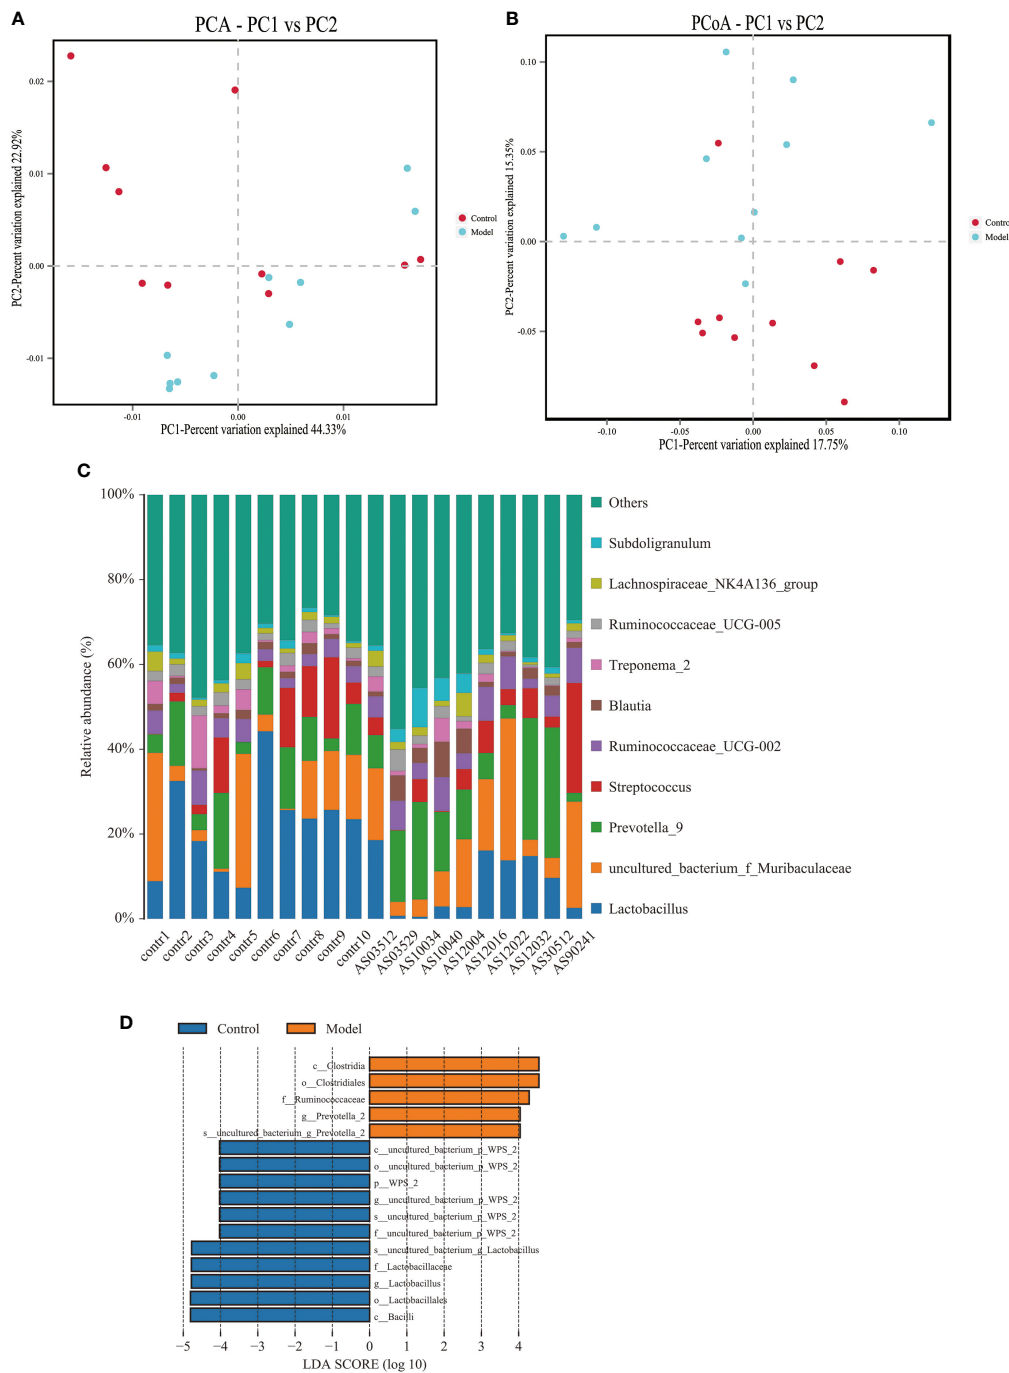 A
PCA - PC1 vs PC2
PC2-Percent variation explained 22.92%
0.02
0.01
0.00
-0.01
-0.01
0.00
0.01
PC1-Percent variation explained 44.33%
Control
Model
B
PCoA - PC1 vs PC2
PC2-Percent variation explained 15.35%
0.10
0.05
0.00
-0.05
-0.10
-0.05
0.00
0.05
0.10
PC1-Percent variation explained 17.75%
Contro
Model
C
Relative abundance (%)
100%
80%
60%
40%
20%
0%
contr1
contr2
contr3
contr4
contr5
contr6
contr7
contr8
contr9
contr10
AS03512
AS03529
AS10034
AS10040
AS12004
AS12016
AS12022
AS12032
AS30512
AS90241
Others
Subdoligranulum
Lachnospiraceae_NK4A136_group
Ruminococcaceae_UCG-005
Treponema_2
Blautia
Ruminococcaceae_UCG-002
Streptococcus
Prevotella_9
uncultured_bacterium_f_Muribaculaceae
Lactobacillus
D
Control
Model
c__Clostridia
o__Clostridiales
f__Ruminococcaceae
g__Prevotella_2
s__uncultured_bacterium_g_Prevotella_2
c__uncultured_bacterium_p_WPS_2
o__uncultured_bacterium_p_WPS_2
p__WPS_2
g__uncultured_bacterium_p_WPS_2
s__uncultured_bacterium_p_WPS_2
f__uncultured_bacterium_p_WPS_2
s__uncultured_bacterium_g_Lactobacillus
f__Lactobacillaceae
g__Lactobacillus
o__Lactobacillales
c__Bacilli
−5 −4 −3 −2 −1 0 1 2 3 4
LDA SCORE (log 10)